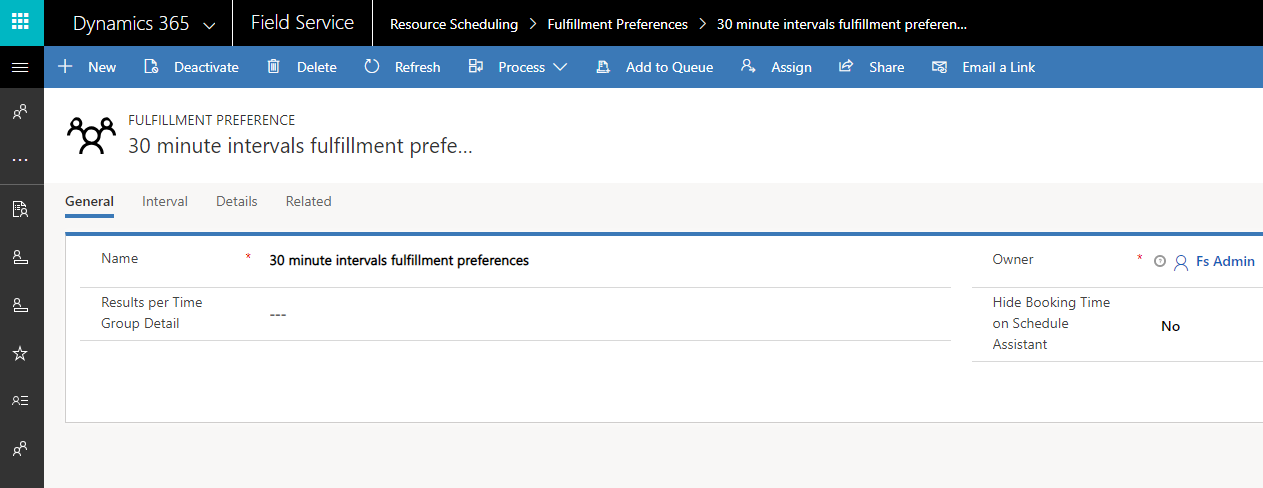 Dynamics 365 Field Service Resource Scheduling > Fulfillment Preferences > 30 minute intervals fulfillment preferen...
New Deactivate Delete Refresh Process Add to Queue Assign Share Email a Link
FULFILLMENT PREFERENCE
30 minute intervals fulfillment prefe...
General Interval Details Related
Name * 30 minute intervals fulfillment preferences
Owner * Fs Admin
Results per Time
Group Detail
---
Hide Booking Time
on Schedule
Assistant
No